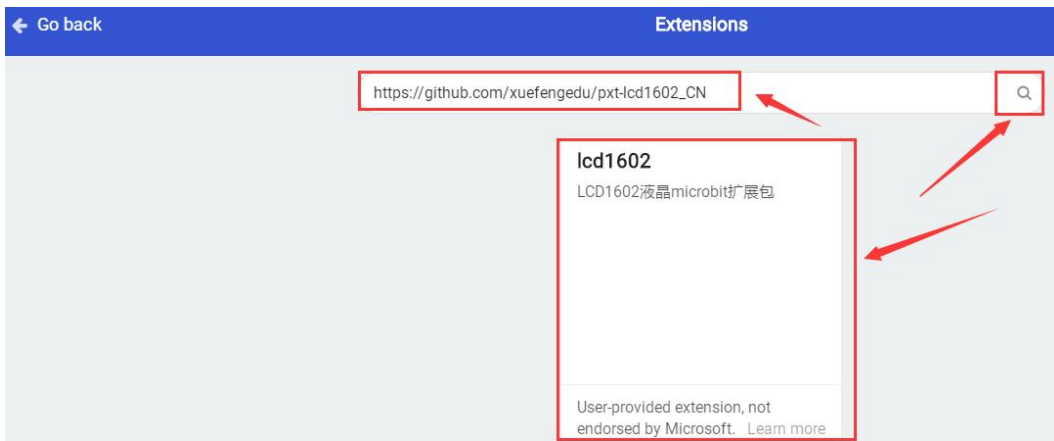 Go back
Extensions
https://github.com/xuefengedu/pxt-lcd1602_CN
lcd1602
LCD1602液晶microbit扩展包
User-provided extension, not
endorsed by Microsoft. Learn more